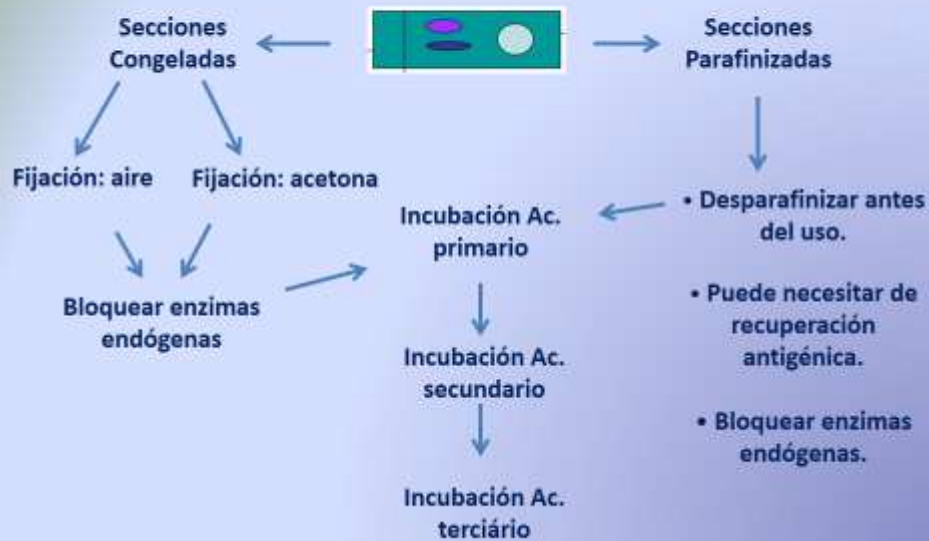 Secciones
Congeladas
Secciones
Parafinizadas
Fijación: aire
Fijación: acetona
Bloquear enzimas
endógenas
Incubación Ac.
primario
Incubación Ac.
secundario
Incubación Ac.
terciário
• Desparafinizar antes
del uso.
• Puede necesitar de
recuperación
antigénica.
• Bloquear enzimas
endógenas.